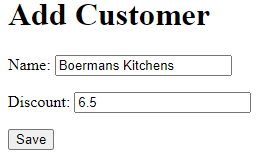 Add Customer
Name: Boermans Kitchens
Discount: 6.5
Save